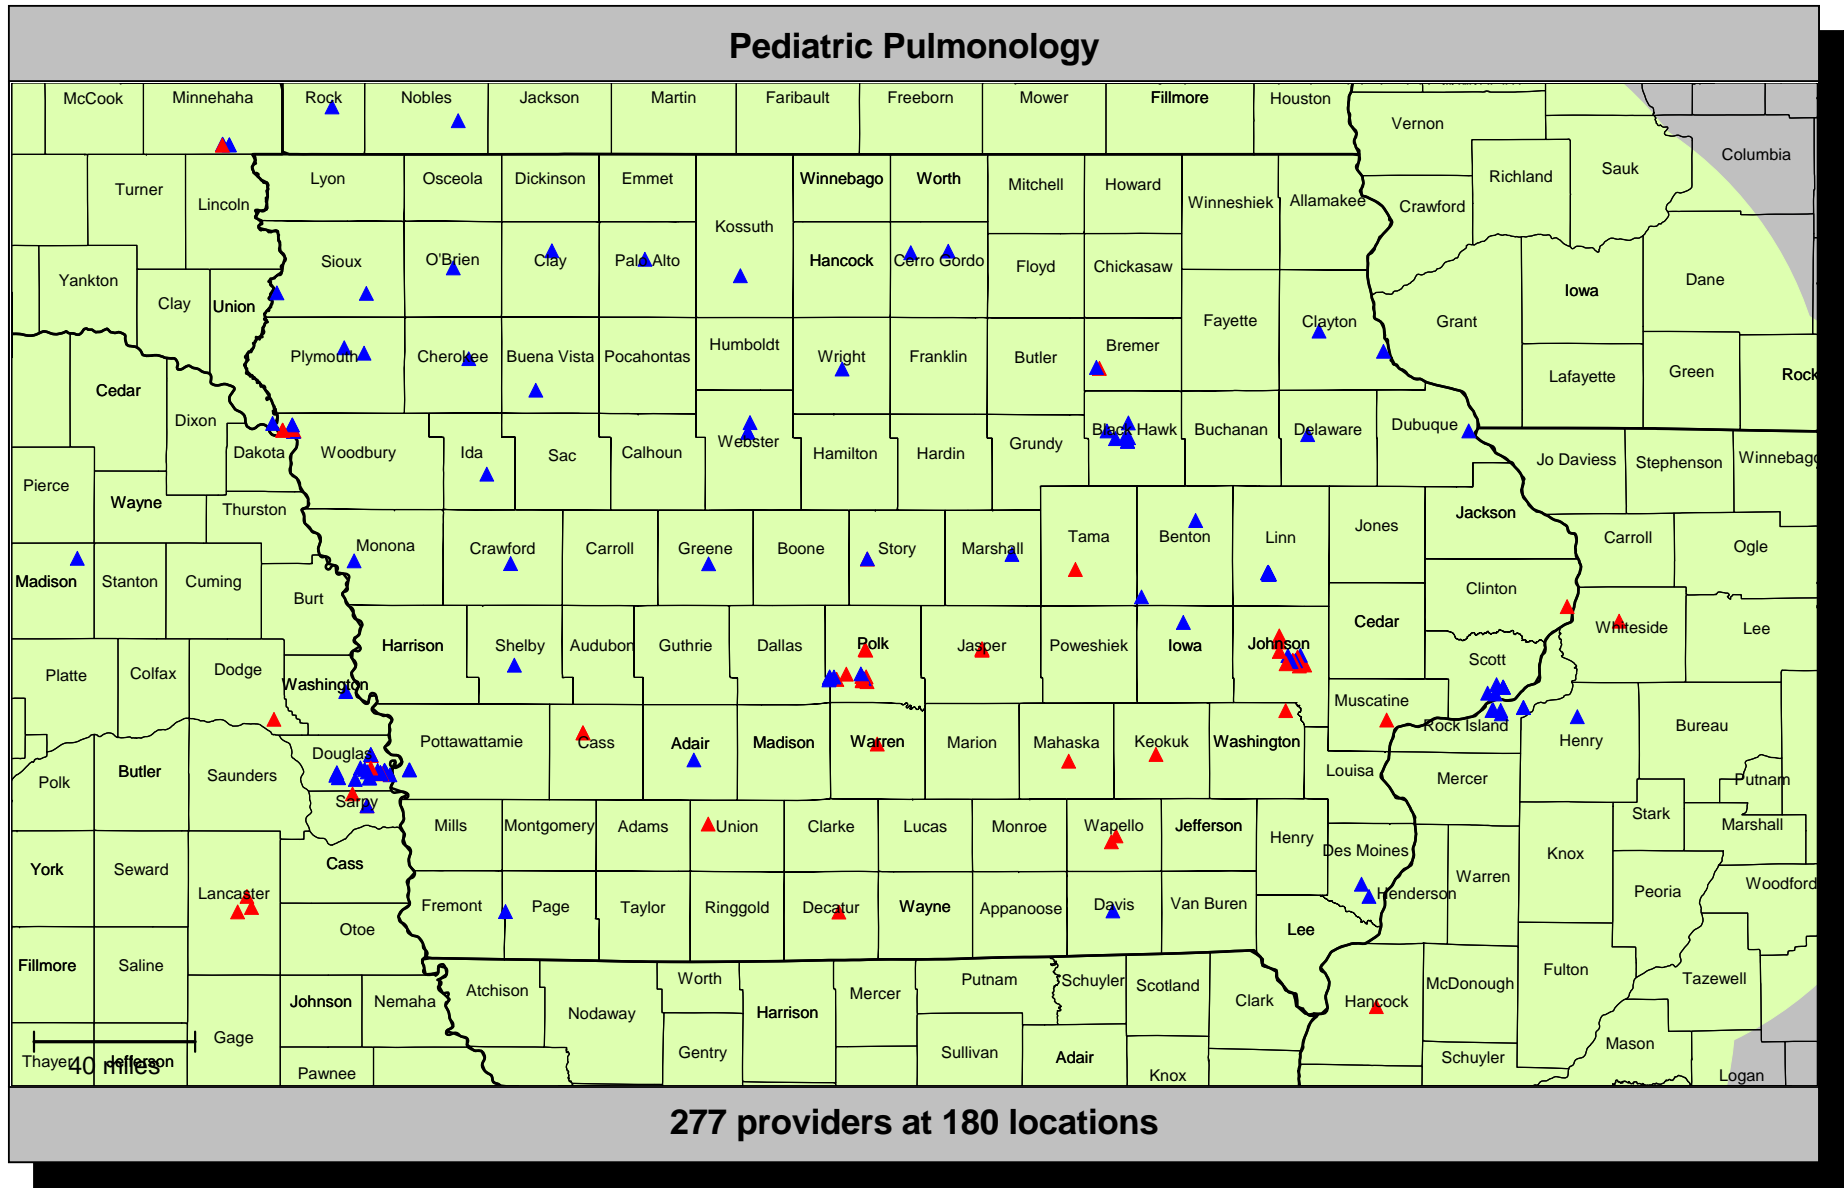 Pediatric Pulmonology
McCook Minnehaha Rock Nobles Jackson Martin Faribault Freeborn Mower Fillmore Houston
Vernon
Columbia
Sauk
Richland
Turner Lyon Osceola Dickinson Emmet Winnebago Worth Mitchell Howard
Lincoln Winneshiek Allamakee Crawford
Kossuth
Yankton Sioux O'Brien Clay Palo Alto Hancock Cerro Gordo Floyd Chickasaw Dane
Clay Union Iowa
Fayette Clayton Grant
Plymouth Cherokee Buena Vista Pocahontas Humboldt Wright Franklin Butler Bremer
Cedar Lafayette Green Rock
Dixon Black Hawk Buchanan Delaware Dubuque
Dakota Woodbury Ida Sac Calhoun Webster Hamilton Hardin Grundy Jo Daviess Stephenson Winnebago
Pierce
Wayne Thurston Jackson
Monona Crawford Carroll Greene Boone Story Marshall Tama Benton Linn Jones Carroll Ogle
Madison Stanton Cuming Clinton
Burt
Harrison Shelby Audubon Guthrie Dallas Polk Jasper Poweshiek Iowa Johnson Cedar Whiteside Lee
Platte Colfax Dodge Scott
Washington Muscatine
Rock Island Bureau
Pottawattamie Cass Adair Madison Warren Marion Mahaska Keokuk Washington Henry
Douglas
Polk Butler Saunders Louisa Mercer Putnam
Sarpy
Mills Montgomery Adams Union Clarke Lucas Monroe Wapello Jefferson Henry Stark Marshall
Des Moines Knox
York Seward Cass
Lancaster Henderson Warren Peoria Woodford
Fremont Page Taylor Ringgold Decatur Wayne Appanoose Davis Van Buren
Otoe Lee
Fillmore Saline Fulton
Worth Putnam Schuyler Scotland McDonough Tazewell
Johnson Nemaha Atchison Mercer Clark Hancock
Nodaway Harrison
Gage Mason
Gentry Sullivan Adair Schuyler
Thayer Jefferson
40 miles
Pawnee Knox Logan
277 providers at 180 locations